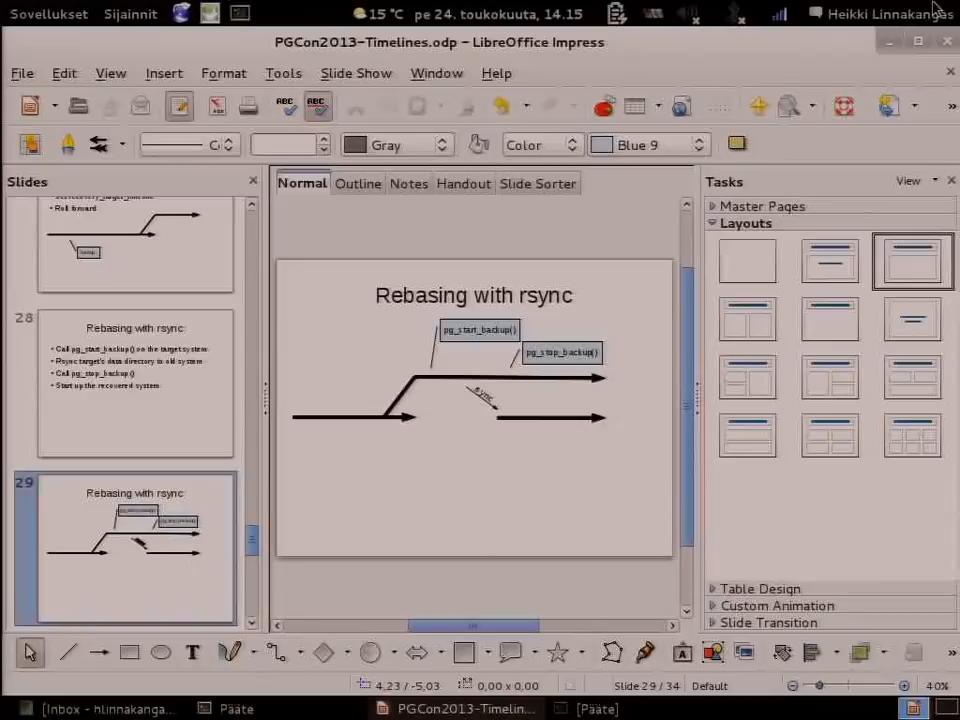 Sovellukset Sijainnit 15 °C pe 24. toukokuuta, 14.15 Heikki Linnakangas
PGCon2013-Timelines.odp - LibreOffice Impress
File Edit View Insert Format Tools Slide Show Window Help
ABC ABC
Gray Color Blue 9
Slides
Normal Outline Notes Handout Slide Sorter
Tasks View
Master Pages
Layouts
Table Design
Custom Animation
Slide Transition
• Roll forward
28
Rebasing with rsync
• Call pg_start_backup() on the target system
• Rsync target's data directory to old system
• Call pg_stop_backup()
• Start up the recovered system
29
Rebasing with rsync
Rebasing with rsync
pg_start_backup()
pg_stop_backup()
4,23 / -5,03 0,00 x 0,00 Slide 29 / 34 Default 40%
[Inbox - hlinnakanga... Pääte PGCon2013-Timelin... [Pääte]